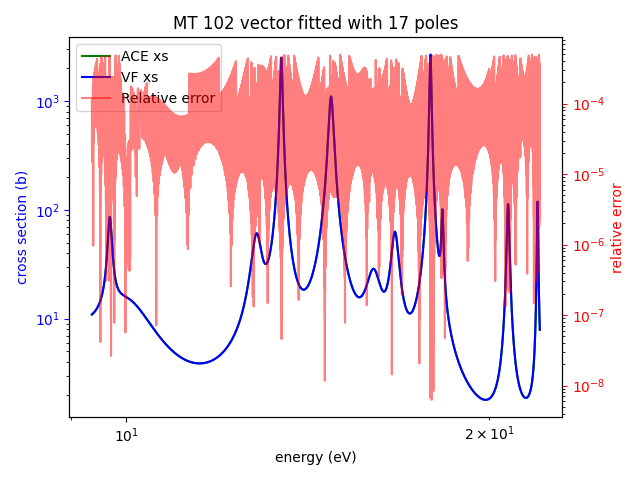 MT 102 vector fitted with 17 poles
ACE xs
VF xs
Relative error
10³
10²
10¹
cross section (b)
10⁻⁴
10⁻⁵
10⁻⁶
10⁻⁷
10⁻⁸
relative error
10¹
2 × 10¹
energy (eV)